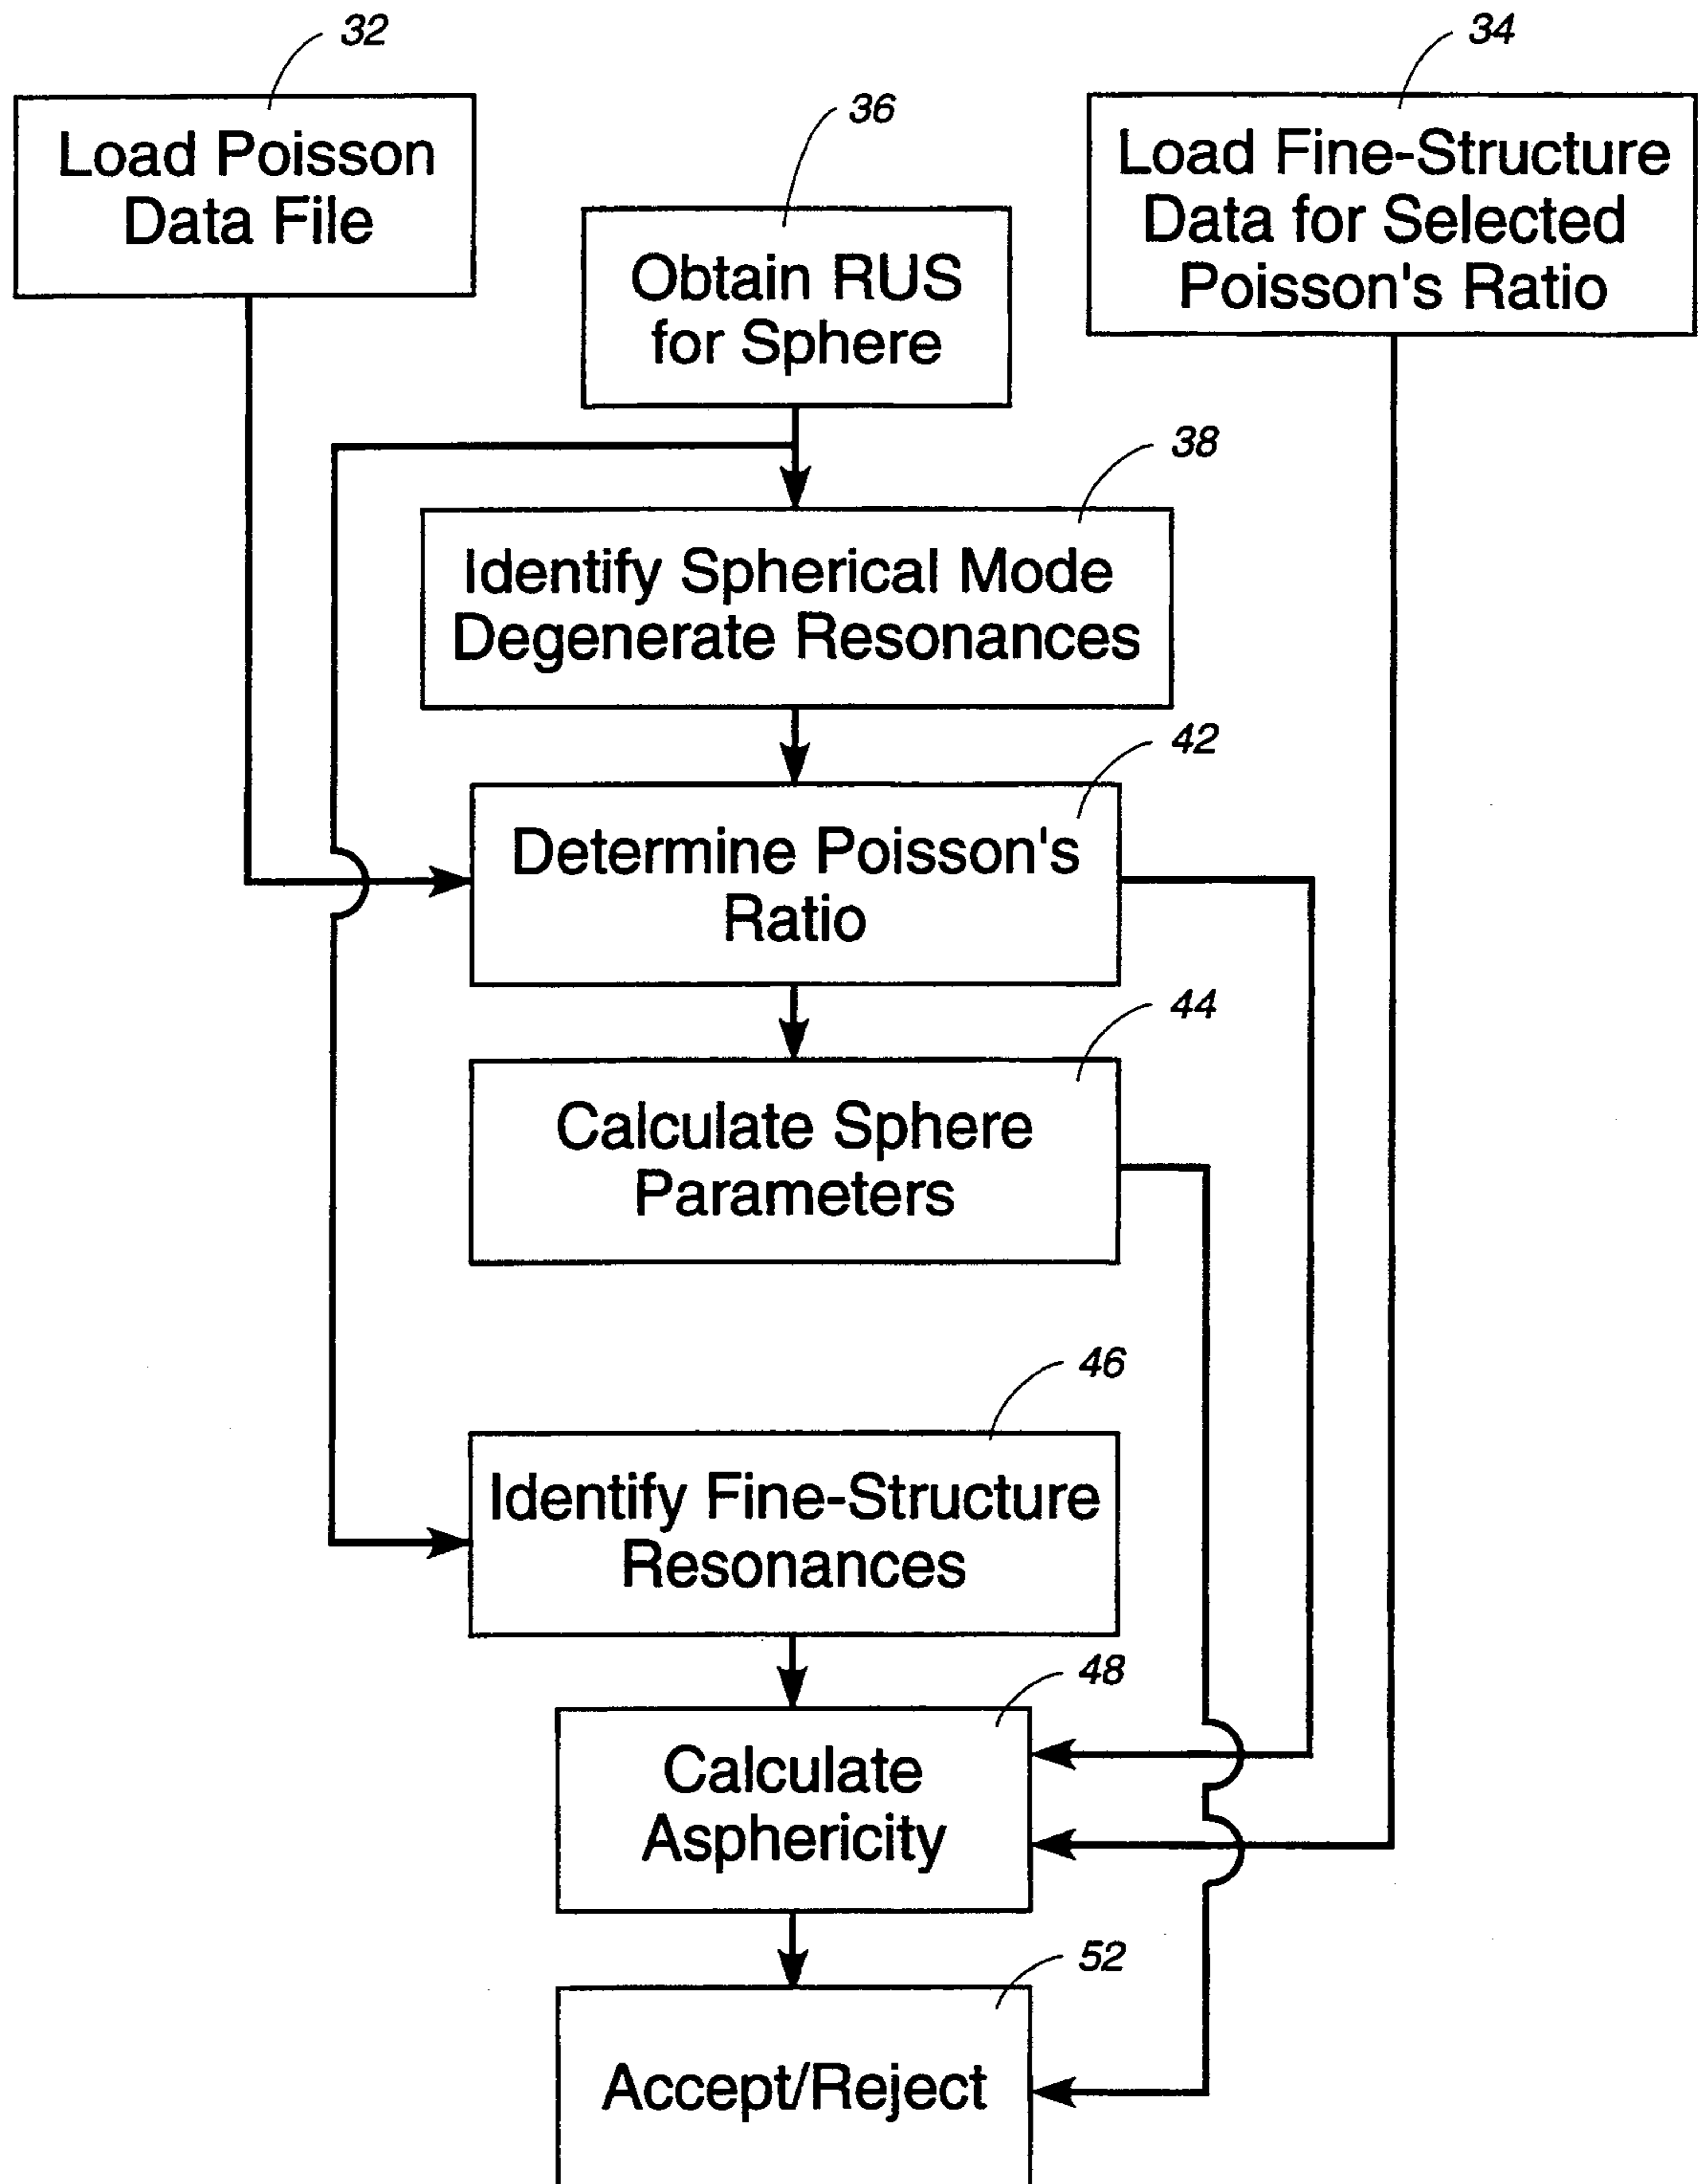 32
Load Poisson
Data File
34
Load Fine-Structure
Data for Selected
Poisson's Ratio
36
Obtain RUS
for Sphere
38
Identify Spherical Mode
Degenerate Resonances
42
Determine Poisson's
Ratio
44
Calculate Sphere
Parameters
46
Identify Fine-Structure
Resonances
48
Calculate
Asphericity
52
Accept/Reject